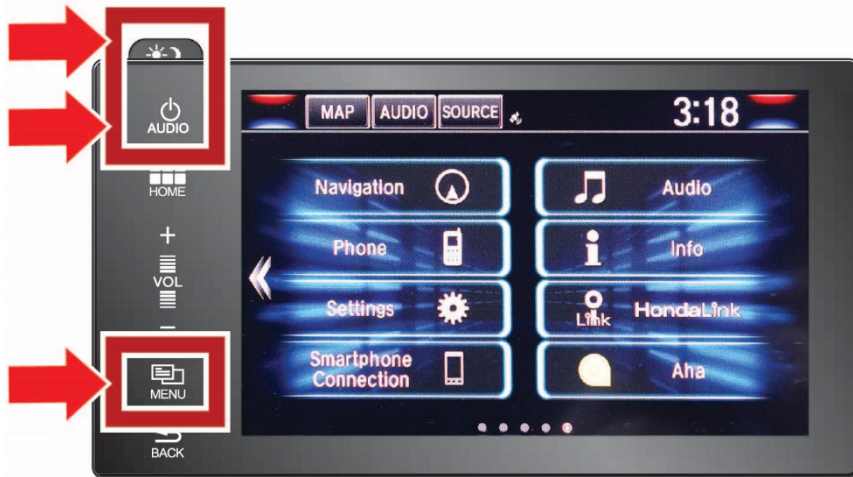 AUDIO
HOME
+
VOL
−
MENU
BACK
MAP AUDIO SOURCE 3:18
Navigation
Audio
Phone
Info
Settings
Link HondaLink
Smartphone
Connection
Aha